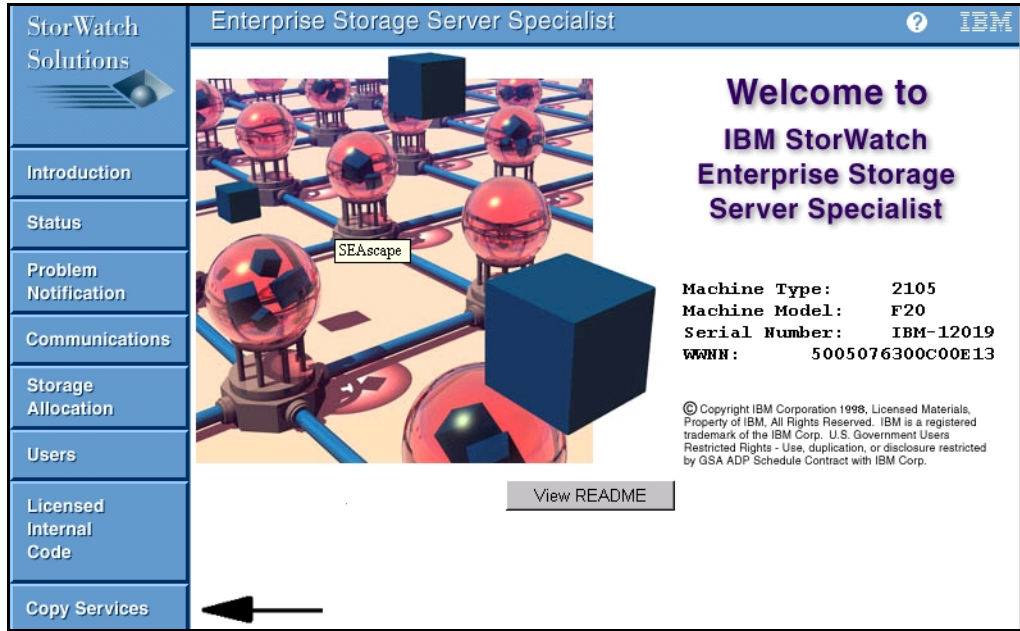 StorWatch
Solutions
Enterprise Storage Server Specialist
?
IBM
Introduction
Status
Problem
Notification
Communications
Storage
Allocation
Users
Licensed
Internal
Code
Copy Services
SEAscape
Welcome to
IBM StorWatch
Enterprise Storage
Server Specialist
Machine Type: 2105
Machine Model: F20
Serial Number: IBM-12019
WWNN: 5005076300C00E13
© Copyright IBM Corporation 1998, Licensed Materials,
Property of IBM, All Rights Reserved. IBM is a registered
trademark of the IBM Corp. U.S. Government Users
Restricted Rights - Use, duplication, or disclosure restricted
by GSA ADP Schedule Contract with IBM Corp.
View README